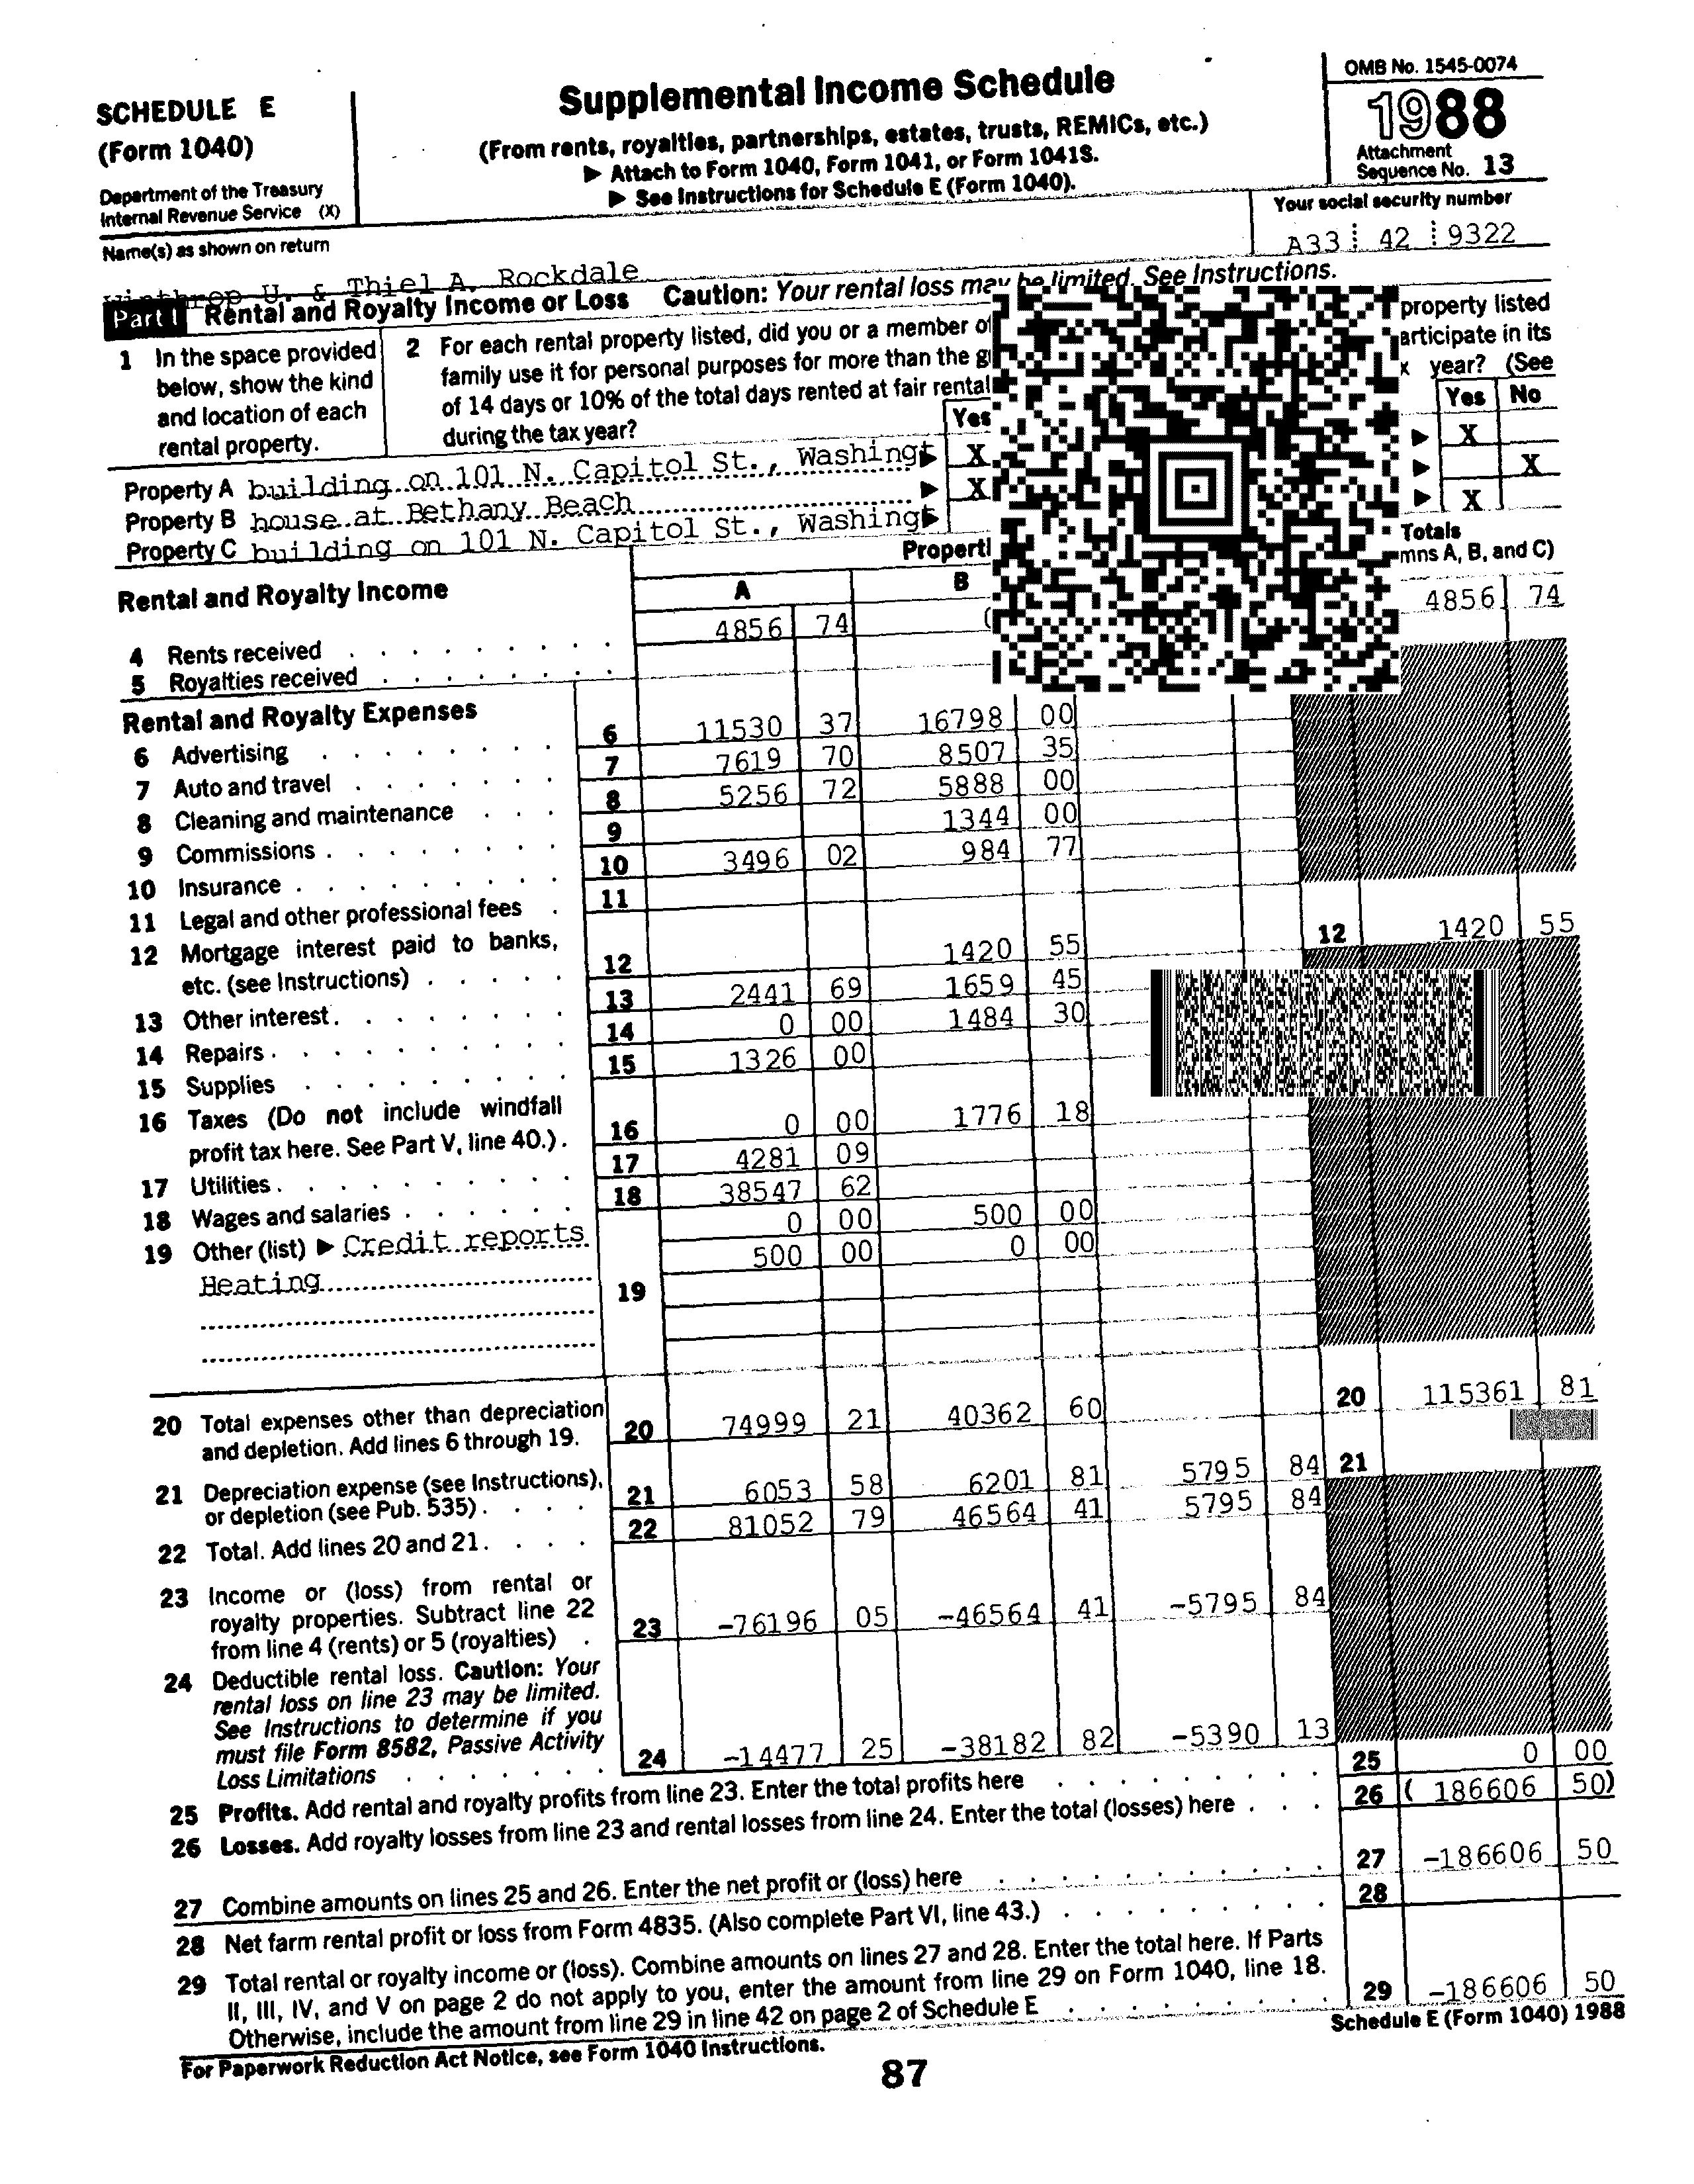 SCHEDULE E
(Form 1040)
Department of the Treasury
Internal Revenue Service (X)
Supplemental Income Schedule
(From rents, royalties, partnerships, estates, trusts, REMICs, etc.)
▶ Attach to Form 1040, Form 1041, or Form 1041S.
▶ See Instructions for Schedule E (Form 1040).
OMB No. 1545-0074
1988
Attachment
Sequence No. 13
Name(s) as shown on return
Your social security number
Winthrop U. & Thiel A. Rockdale
A33 42 9322
Part I Rental and Royalty Income or Loss Caution: Your rental loss may be limited. See Instructions.
1 In the space provided
below, show the kind
and location of each
rental property.
2 For each rental property listed, did you or a member of
family use it for personal purposes for more than the
of 14 days or 10% of the total days rented at fair rental
during the tax year?
property listed
articipate in its
year? (See
Yes
Yes No
Property A building on 101 N. Capitol St., Washingt ▶ X ▶ X
Property B house at Bethany Beach ▶ X ▶ X
Property C building on 101 N. Capitol St., Washingt ▶ ▶ X
Rental and Royalty Income
Totals
mns A, B, and C)
A B
4 Rents received 4856 74 4856 74
5 Royalties received
Rental and Royalty Expenses
6 Advertising 6 11530 37 16798 00
7 Auto and travel 7 7619 70 8507 35
8 Cleaning and maintenance 8 5256 72 5888 00
9 Commissions 9 1344 00
10 Insurance 10 3496 02 984 77
11 Legal and other professional fees 11
12 Mortgage interest paid to banks,
etc. (see Instructions) 12 1420 55 12 1420 55
13 Other interest 13 2441 69 1659 45
14 Repairs 14 0 00 1484 30
15 Supplies 15 1326 00
16 Taxes (Do not include windfall
profit tax here. See Part V, line 40.) 16 0 00 1776 18
17 Utilities 17 4281 09
18 Wages and salaries 18 38547 62
19 Other (list) ▶ Credit reports 0 00 500 00
Heating 19 500 00 0 00
20 Total expenses other than depreciation
and depletion. Add lines 6 through 19. 20 74999 21 40362 60 20 115361 81
21 Depreciation expense (see Instructions),
or depletion (see Pub. 535) 21 6053 58 6201 81 5795 84 21
22 Total. Add lines 20 and 21 22 81052 79 46564 41 5795 84
23 Income or (loss) from rental or
royalty properties. Subtract line 22
from line 4 (rents) or 5 (royalties) 23 -76196 05 -46564 41 -5795 84
24 Deductible rental loss. Caution: Your
rental loss on line 23 may be limited.
See Instructions to determine if you
must file Form 8582, Passive Activity
Loss Limitations 24 -14477 25 -38182 82 -5390 13
25 Profits. Add rental and royalty profits from line 23. Enter the total profits here 25 0 00
26 Losses. Add royalty losses from line 23 and rental losses from line 24. Enter the total (losses) here 26 ( 186606 50)
27 Combine amounts on lines 25 and 26. Enter the net profit or (loss) here 27 -186606 50
28 Net farm rental profit or loss from Form 4835. (Also complete Part VI, line 43.) 28
29 Total rental or royalty income or (loss). Combine amounts on lines 27 and 28. Enter the total here. If Parts
II, III, IV, and V on page 2 do not apply to you, enter the amount from line 29 on Form 1040, line 18.
Otherwise, include the amount from line 29 in line 42 on page 2 of Schedule E 29 -186606 50
For Paperwork Reduction Act Notice, see Form 1040 Instructions.
Schedule E (Form 1040) 1988
87